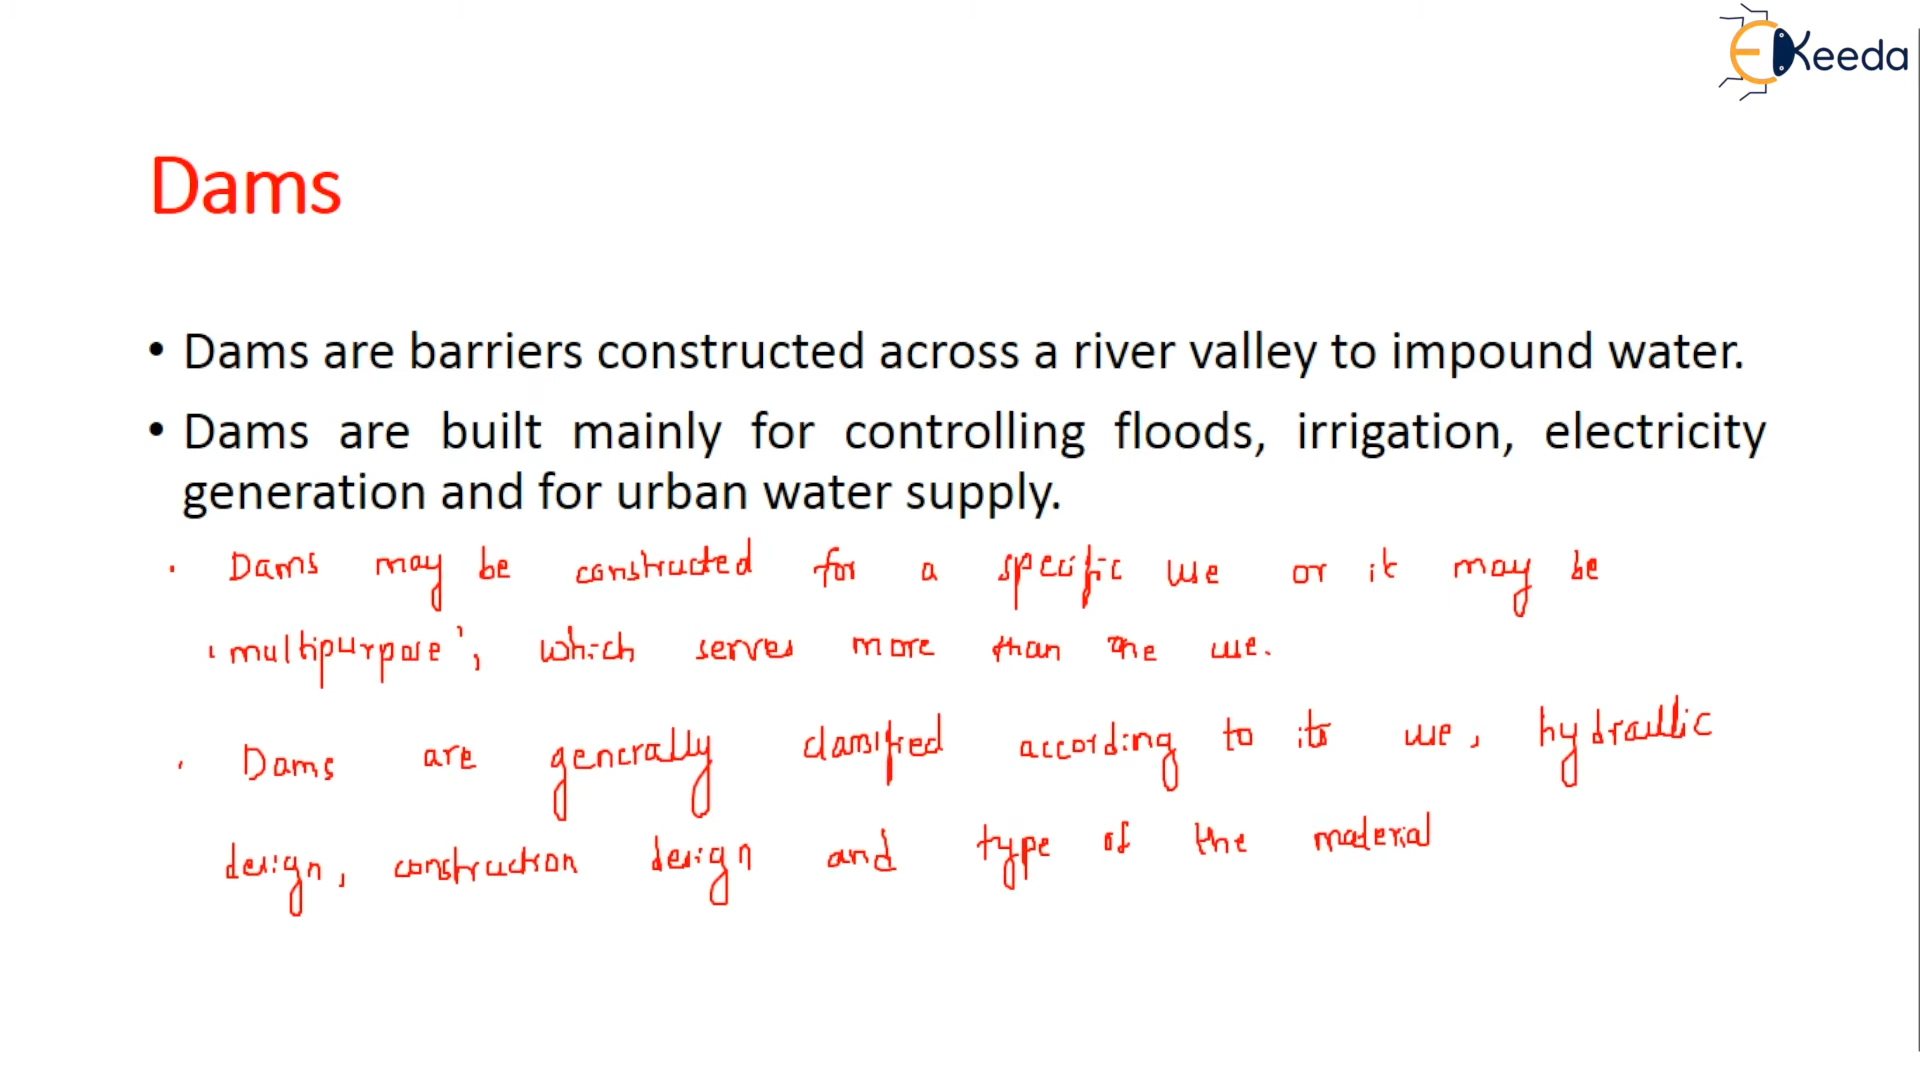 EKeeda
Dams
• Dams are barriers constructed across a river valley to impound water.
• Dams are built mainly for controlling floods, irrigation, electricity
generation and for urban water supply.
. Dams may be constructed for a specific use or it may be
'multipurpose', which serves more than one use.
. Dams are generally classified according to its use, hydraulic
design, construction design and type of the material